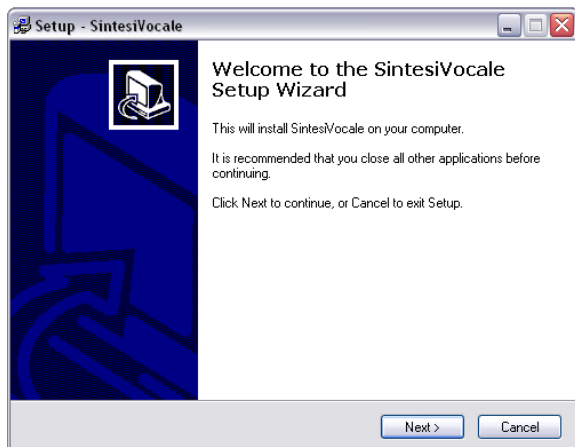 Setup - SintesiVocale
Welcome to the SintesiVocale
Setup Wizard
This will install SintesiVocale on your computer.
It is recommended that you close all other applications before
continuing.
Click Next to continue, or Cancel to exit Setup.
Next >
Cancel